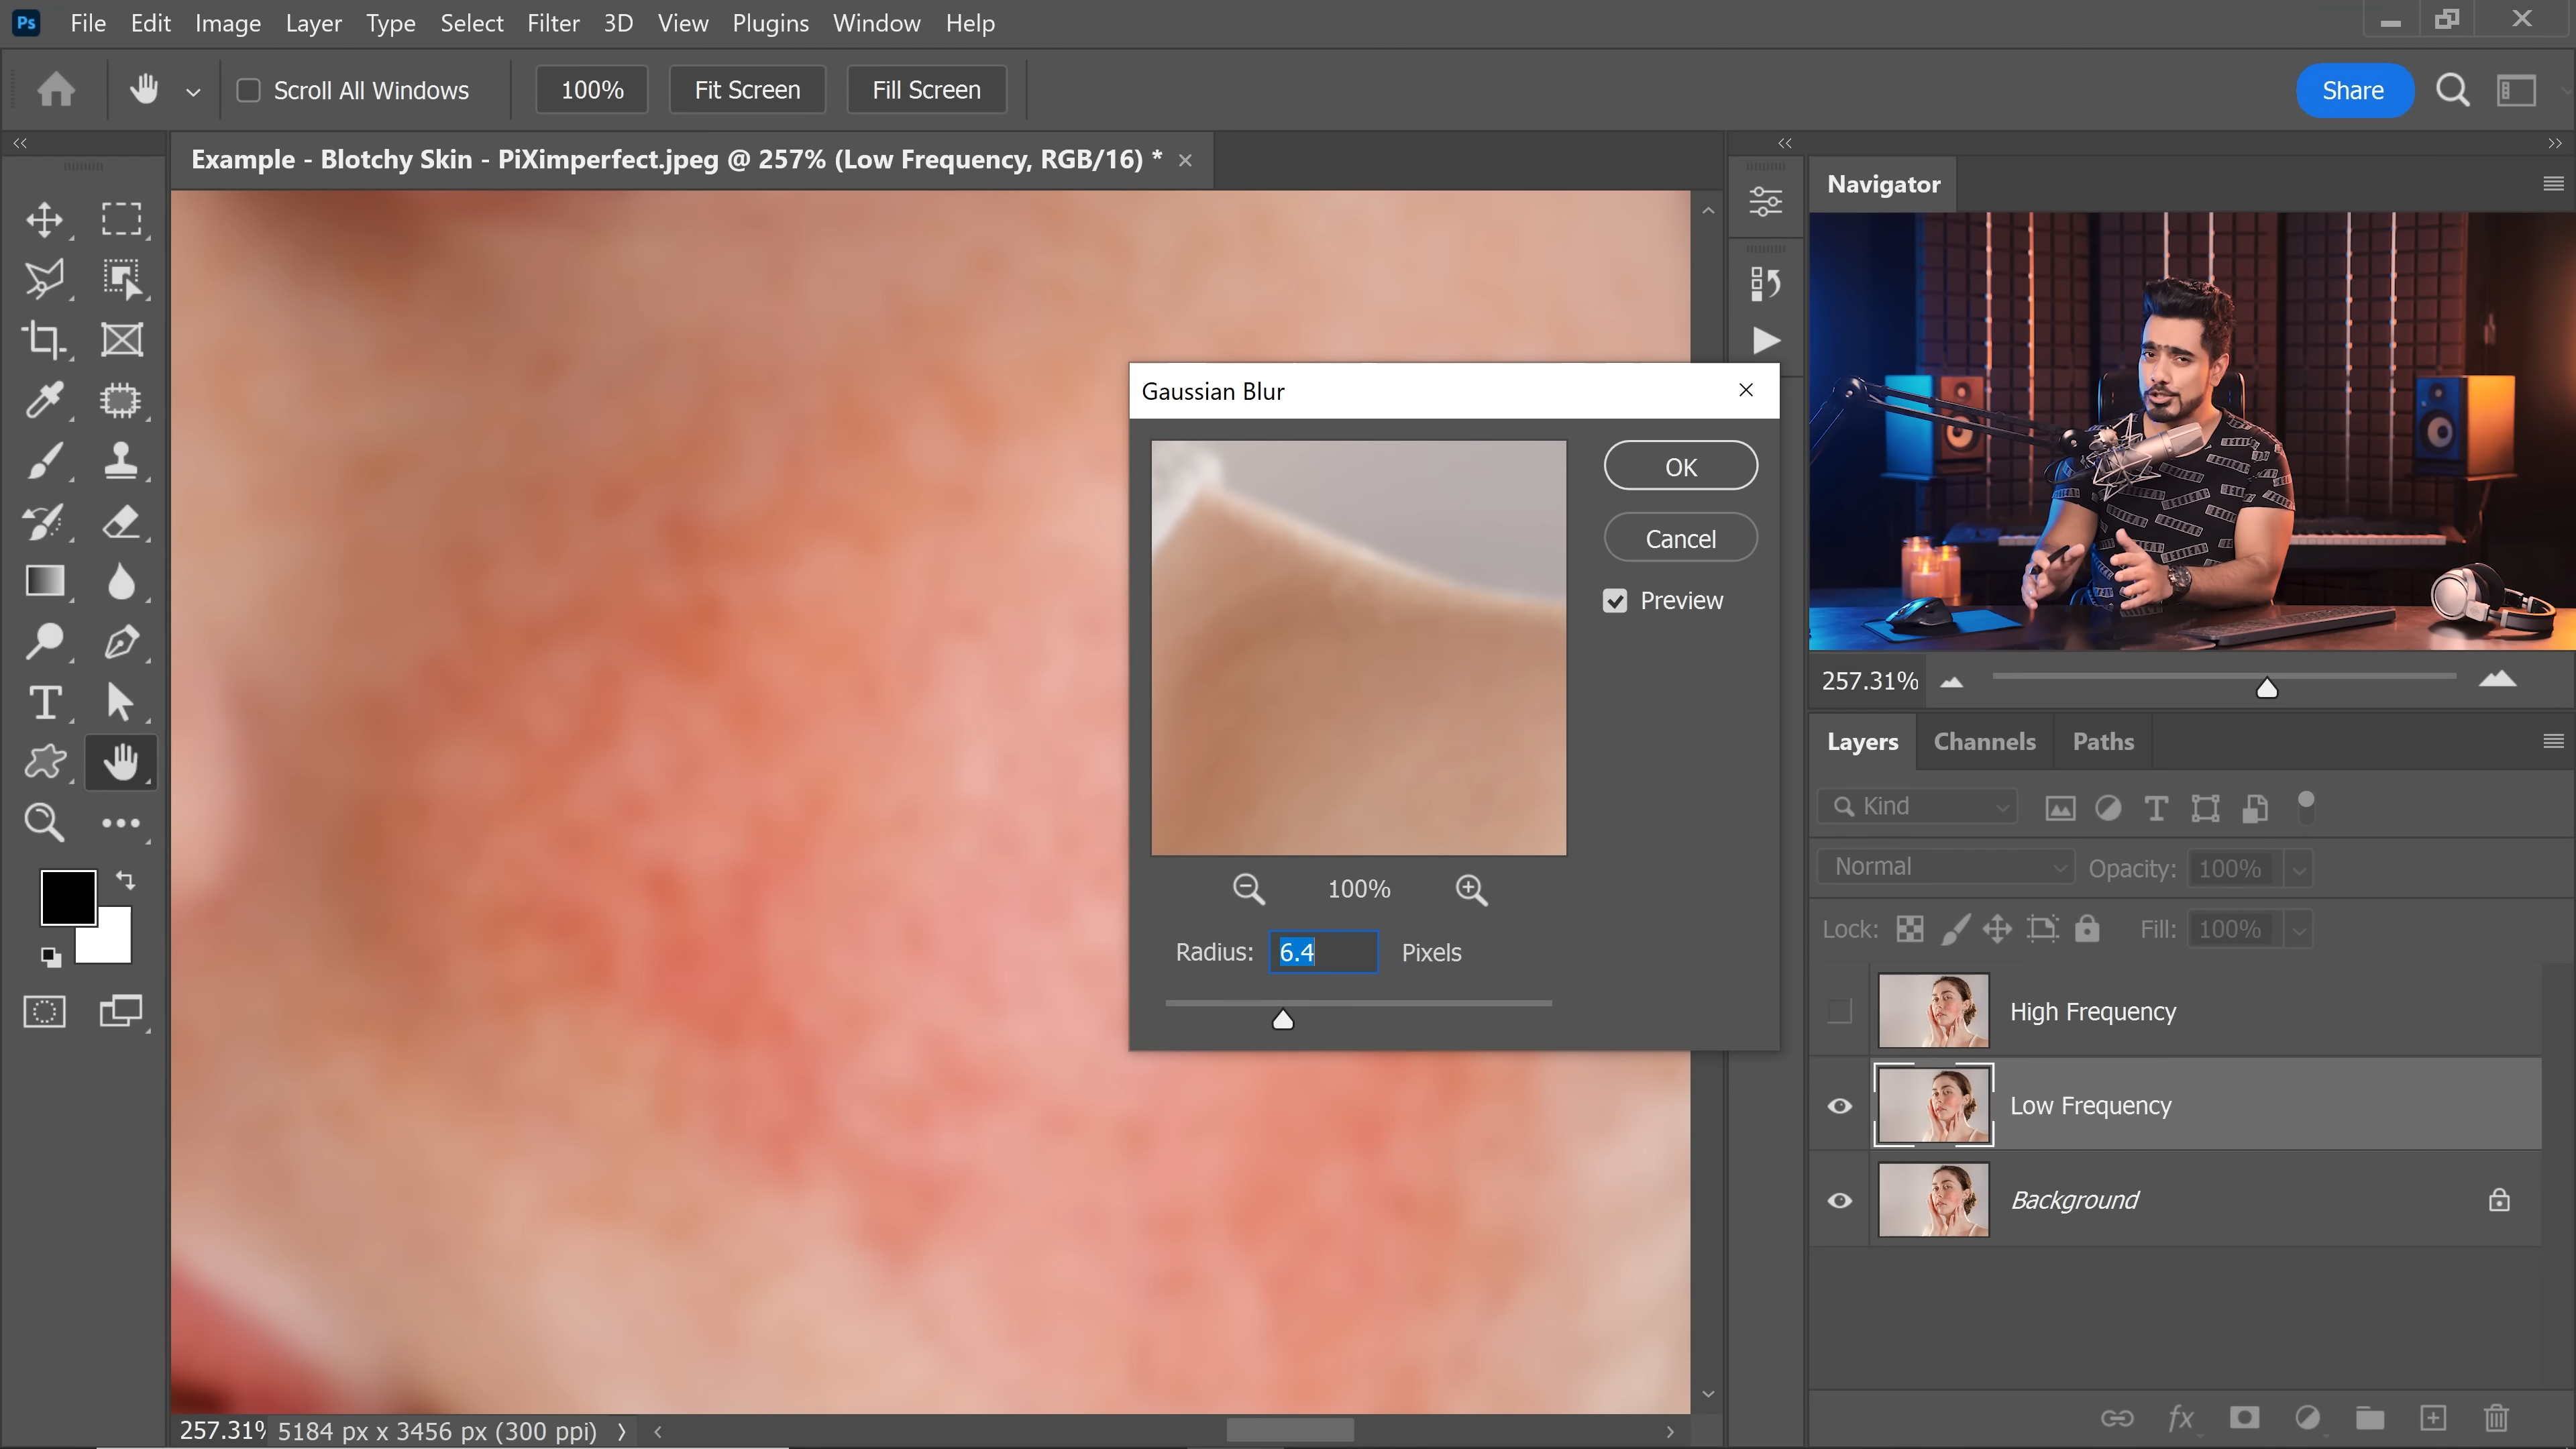 Ps File Edit Image Layer Type Select Filter 3D View Plugins Window Help
Scroll All Windows 100% Fit Screen Fill Screen Share
Example - Blotchy Skin - PiXimperfect.jpeg @ 257% (Low Frequency, RGB/16) *
Navigator
Gaussian Blur
OK
Cancel
Preview
100%
Radius: 6.4 Pixels
257.31%
Layers Channels Paths
Kind
Normal Opacity: 100%
Lock: Fill: 100%
High Frequency
Low Frequency
Background
fx
257.31% 5184 px x 3456 px (300 ppi)